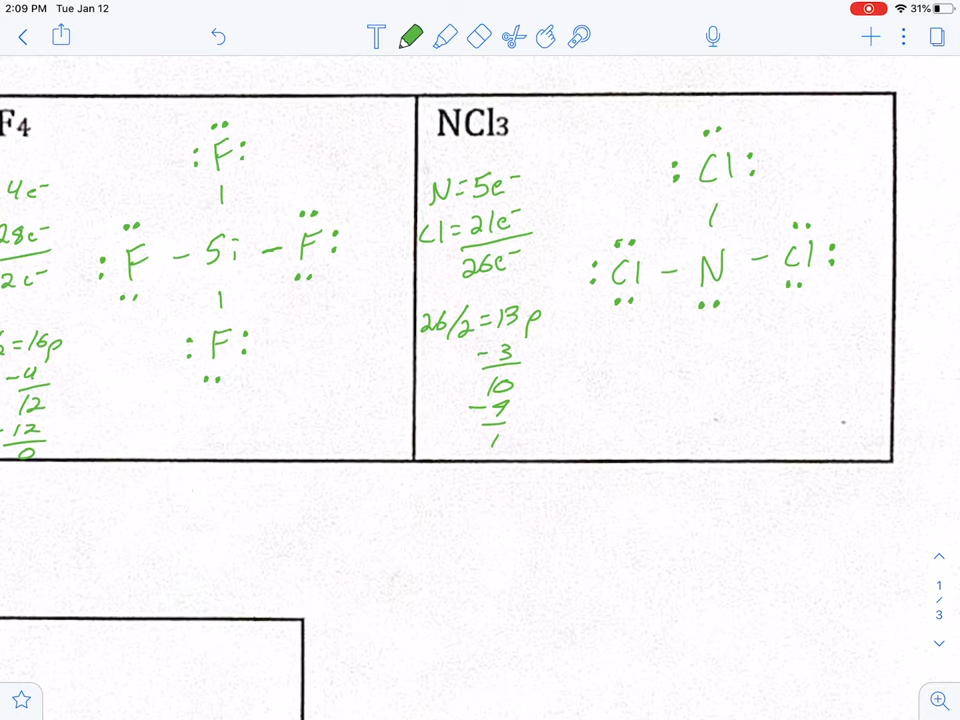 2:09 PM Tue Jan 12
31%
T
F4
4e-
28e-
2e-
2=16p
-4
12
-12
0
F
F - Si - F
F
NCl3
N=5e-
Cl=21e-
26e-
26/2=13p
-3
10
-9
1
Cl
Cl - N - Cl
1
/
3